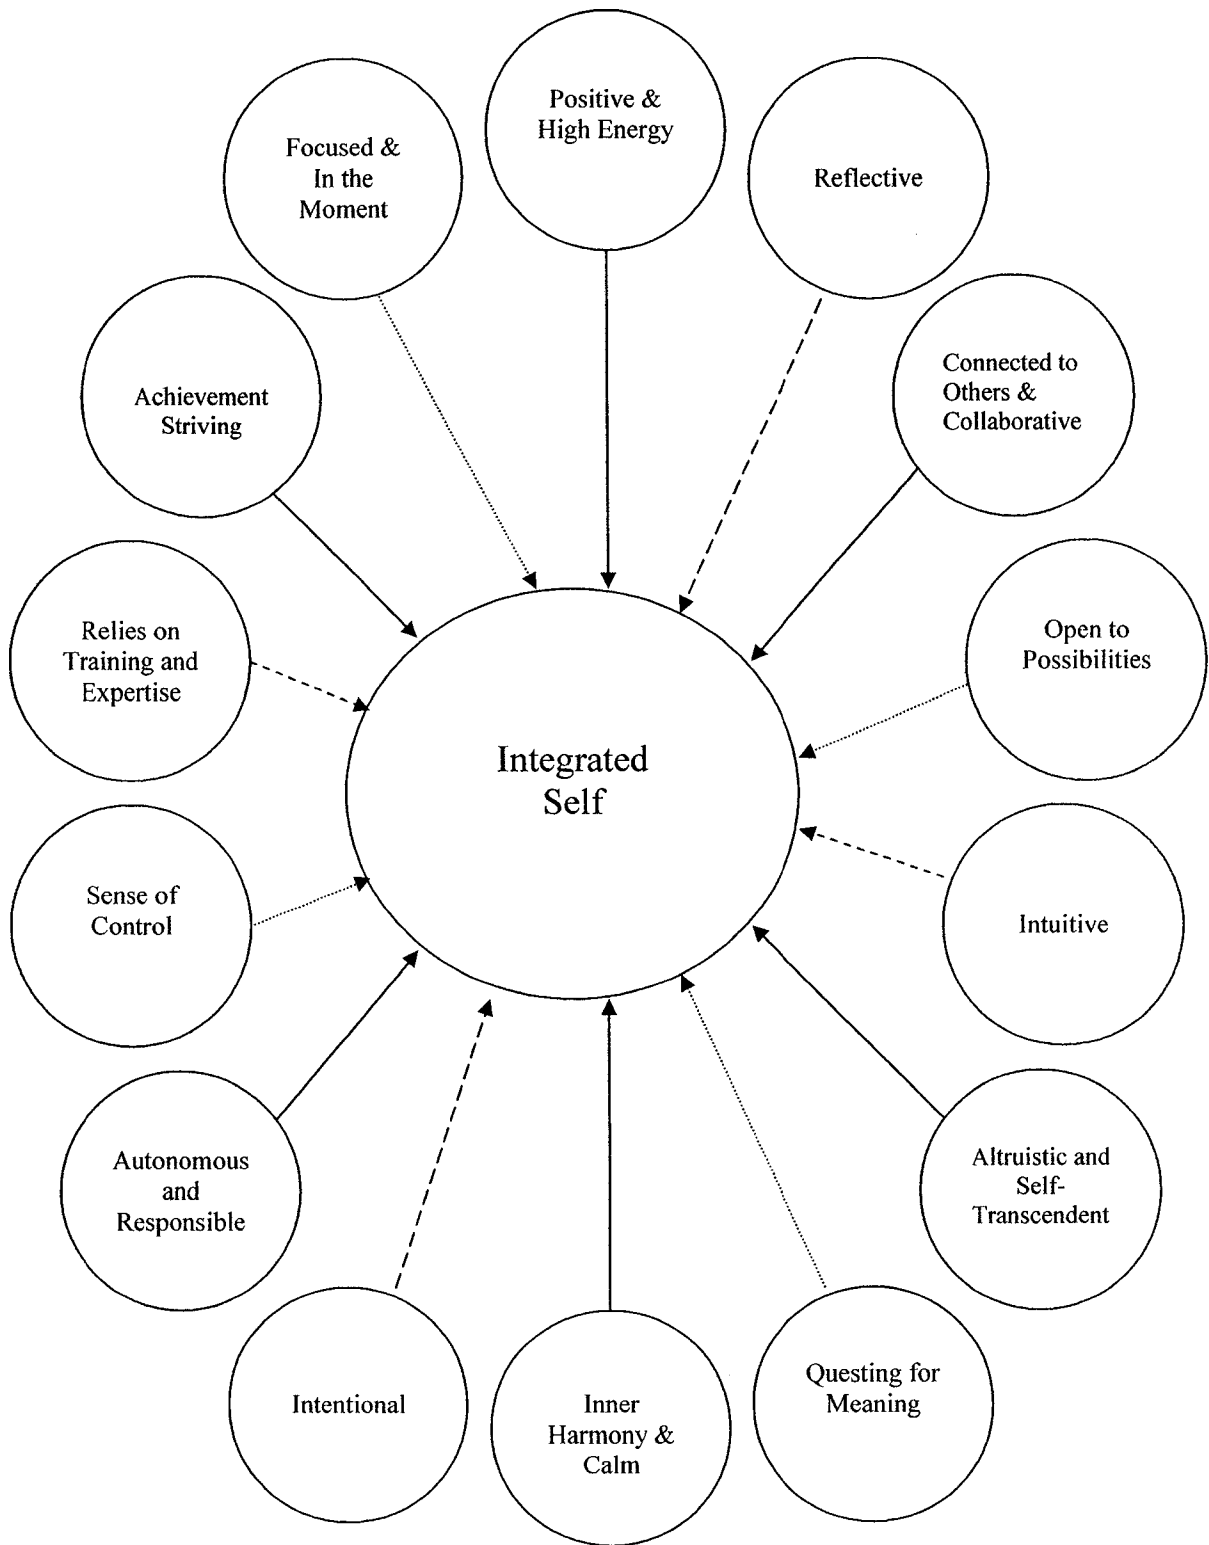 Positive &
High Energy
Focused &
In the
Moment
Reflective
Connected to
Others &
Collaborative
Achievement
Striving
Relies on
Training and
Expertise
Open to
Possibilities
Integrated
Self
Sense of
Control
Intuitive
Autonomous
and
Responsible
Altruistic and
Self-
Transcendent
Intentional
Inner
Harmony &
Calm
Questing for
Meaning